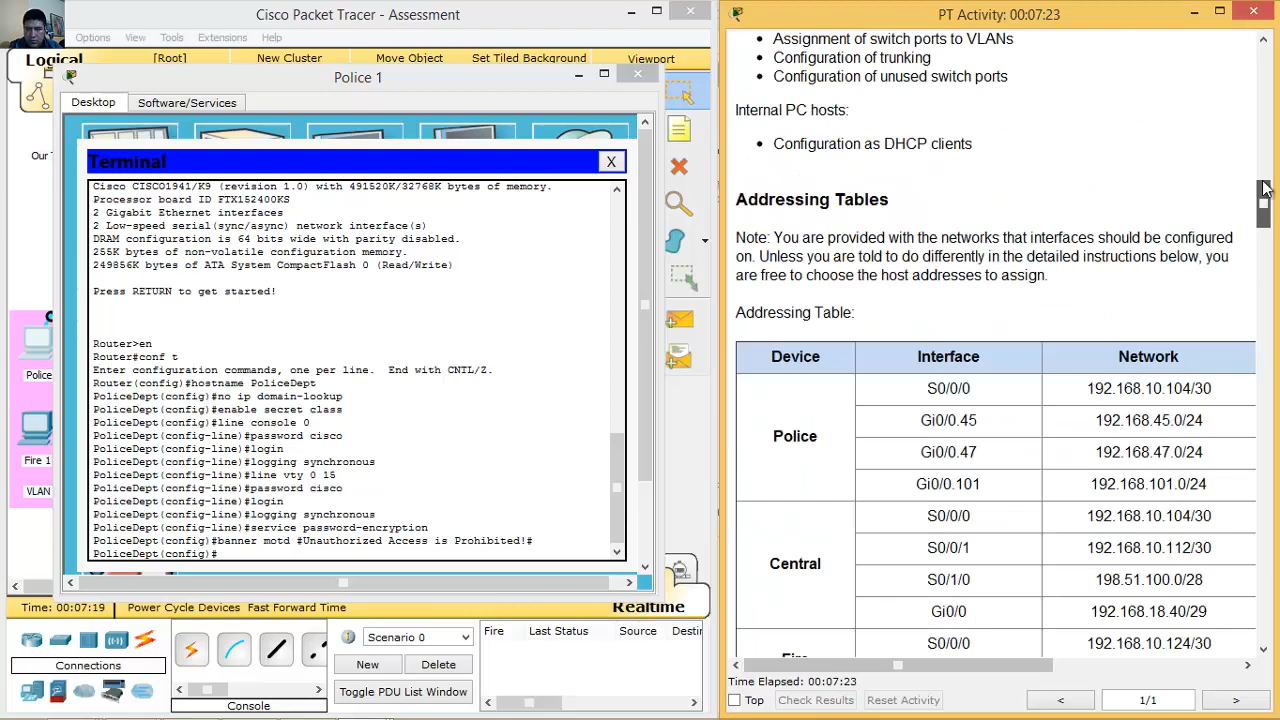 Cisco Packet Tracer - Assessment
Options View Tools Extensions Help
Logical [Root] New Cluster Move Object Set Tiled Background Viewport
Our
Police
Fire 1
VLAN
Police 1
Desktop Software/Services
Terminal X
Cisco CISCO1941/K9 (revision 1.0) with 491520K/32768K bytes of memory.
Processor board ID FTX152400KS
2 Gigabit Ethernet interfaces
2 Low-speed serial(sync/async) network interface(s)
DRAM configuration is 64 bits wide with parity disabled.
255K bytes of non-volatile configuration memory.
249856K bytes of ATA System CompactFlash 0 (Read/Write)
Press RETURN to get started!
Router>en
Router#conf t
Enter configuration commands, one per line. End with CNTL/Z.
Router(config)#hostname PoliceDept
PoliceDept(config)#no ip domain-lookup
PoliceDept(config)#enable secret class
PoliceDept(config)#line console 0
PoliceDept(config-line)#password cisco
PoliceDept(config-line)#login
PoliceDept(config-line)#logging synchronous
PoliceDept(config-line)#line vty 0 15
PoliceDept(config-line)#password cisco
PoliceDept(config-line)#login
PoliceDept(config-line)#logging synchronous
PoliceDept(config-line)#service password-encryption
PoliceDept(config)#banner motd #Unauthorized Access is Prohibited!#
PoliceDept(config)#
Time: 00:07:19 Power Cycle Devices Fast Forward Time Realtime
Connections
Console
Scenario 0
New Delete
Toggle PDU List Window
Fire Last Status Source Destir
PT Activity: 00:07:23
• Assignment of switch ports to VLANs
• Configuration of trunking
• Configuration of unused switch ports
Internal PC hosts:
• Configuration as DHCP clients
Addressing Tables
Note: You are provided with the networks that interfaces should be configured
on. Unless you are told to do differently in the detailed instructions below, you
are free to choose the host addresses to assign.
Addressing Table:
Device Interface Network
Police S0/0/0 192.168.10.104/30
Gi0/0.45 192.168.45.0/24
Gi0/0.47 192.168.47.0/24
Gi0/0.101 192.168.101.0/24
Central S0/0/0 192.168.10.104/30
S0/0/1 192.168.10.112/30
S0/1/0 198.51.100.0/28
Gi0/0 192.168.18.40/29
Fire S0/0/0 192.168.10.124/30
Time Elapsed: 00:07:23
Top Check Results Reset Activity < 1/1 >